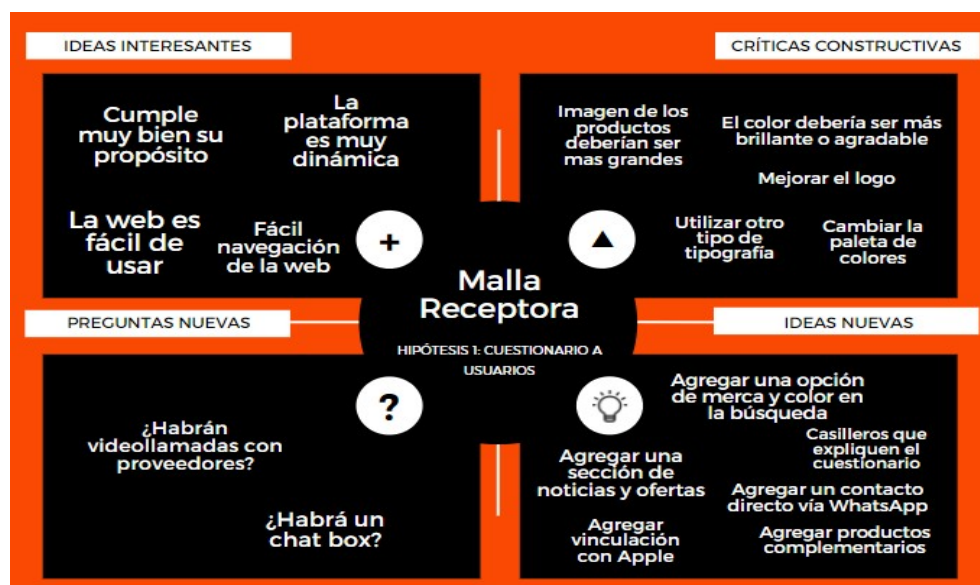 IDEAS INTERESANTES
Cumple
muy bien su
propósito
La
plataforma
es muy
dinámica
La web es
fácil de
usar
Fácil
navegación
de la web
+
CRÍTICAS CONSTRUCTIVAS
Imagen de los
productos
deberían ser
mas grandes
El color debería ser más
brillante o agradable
Mejorar el logo
Utilizar otro
tipo de
tipografía
Cambiar la
paleta de
colores
Malla
Receptora
HIPÓTESIS 1: CUESTIONARIO A
USUARIOS
PREGUNTAS NUEVAS
?
¿Habrán
videollamadas con
proveedores?
¿Habrá un
chat box?
IDEAS NUEVAS
Agregar una opción
de merca y color en
la búsqueda
Casilleros que
expliquen el
cuestionario
Agregar una
sección de
noticias y ofertas
Agregar un contacto
directo vía WhatsApp
Agregar
vinculación
con Apple
Agregar productos
complementarios